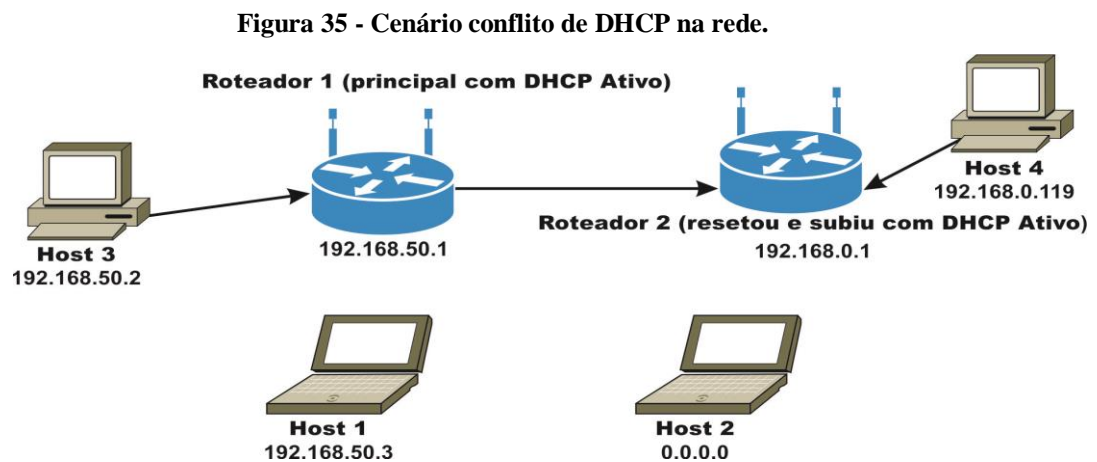 Figura 35 - Cenário conflito de DHCP na rede.
Roteador 1 (principal com DHCP Ativo)
Host 4
192.168.0.119
Roteador 2 (resetou e subiu com DHCP Ativo)
192.168.50.1
192.168.0.1
Host 3
192.168.50.2
Host 1
192.168.50.3
Host 2
0.0.0.0